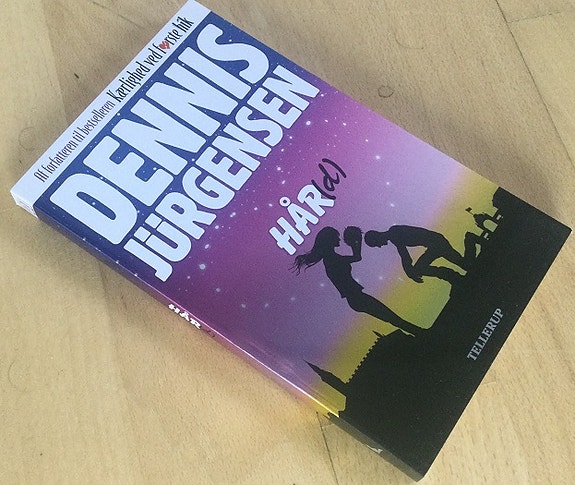 Af forfatteren til bestselleren Kærlighed ved første hik
DENNIS
JÜRGENSEN
HÅR(d)
TELLERUP
HÅR(d)